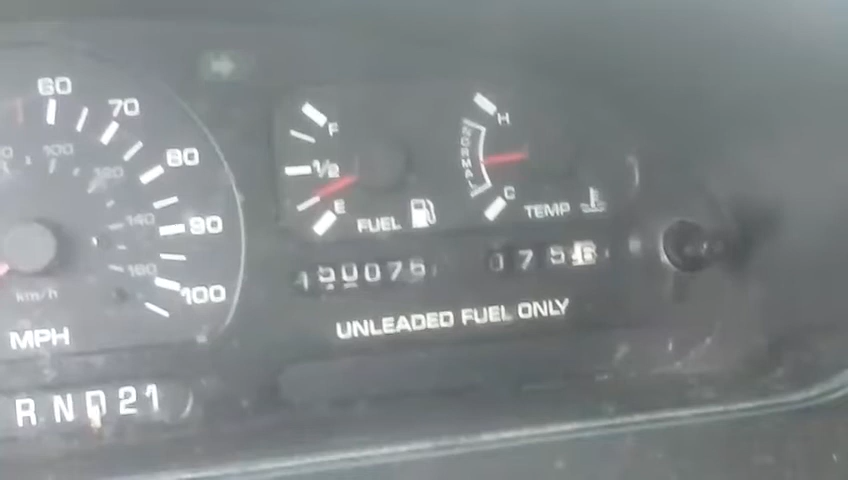 60
70
80
90
100
100
120
140
160
km/h
MPH
F
1/2
E
FUEL
H
NORMAL
C
TEMP
UNLEADED FUEL ONLY
R N D 2 1